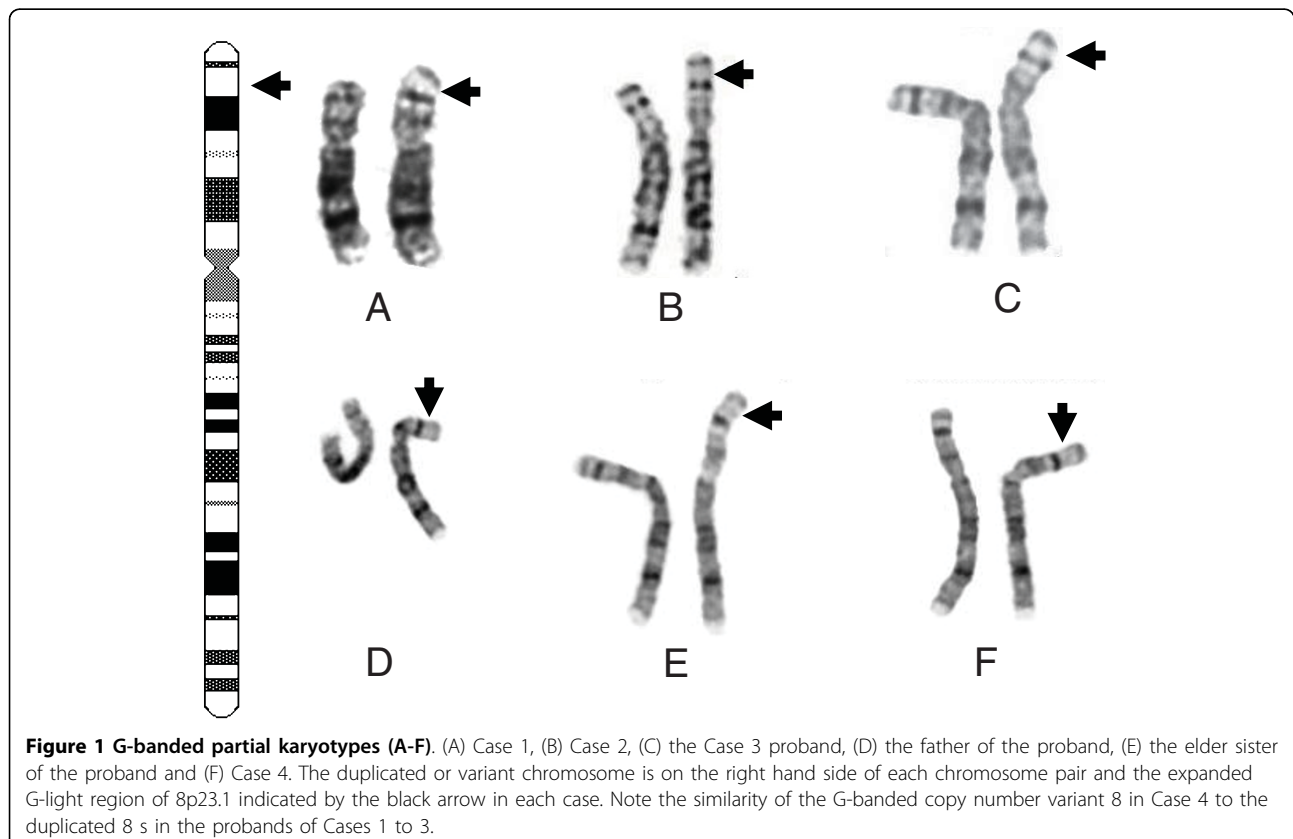 A
B
C
D
E
F
Figure 1 G-banded partial karyotypes (A-F). (A) Case 1, (B) Case 2, (C) the Case 3 proband, (D) the father of the proband, (E) the elder sister
of the proband and (F) Case 4. The duplicated or variant chromosome is on the right hand side of each chromosome pair and the expanded
G-light region of 8p23.1 indicated by the black arrow in each case. Note the similarity of the G-banded copy number variant 8 in Case 4 to the
duplicated 8 s in the probands of Cases 1 to 3.